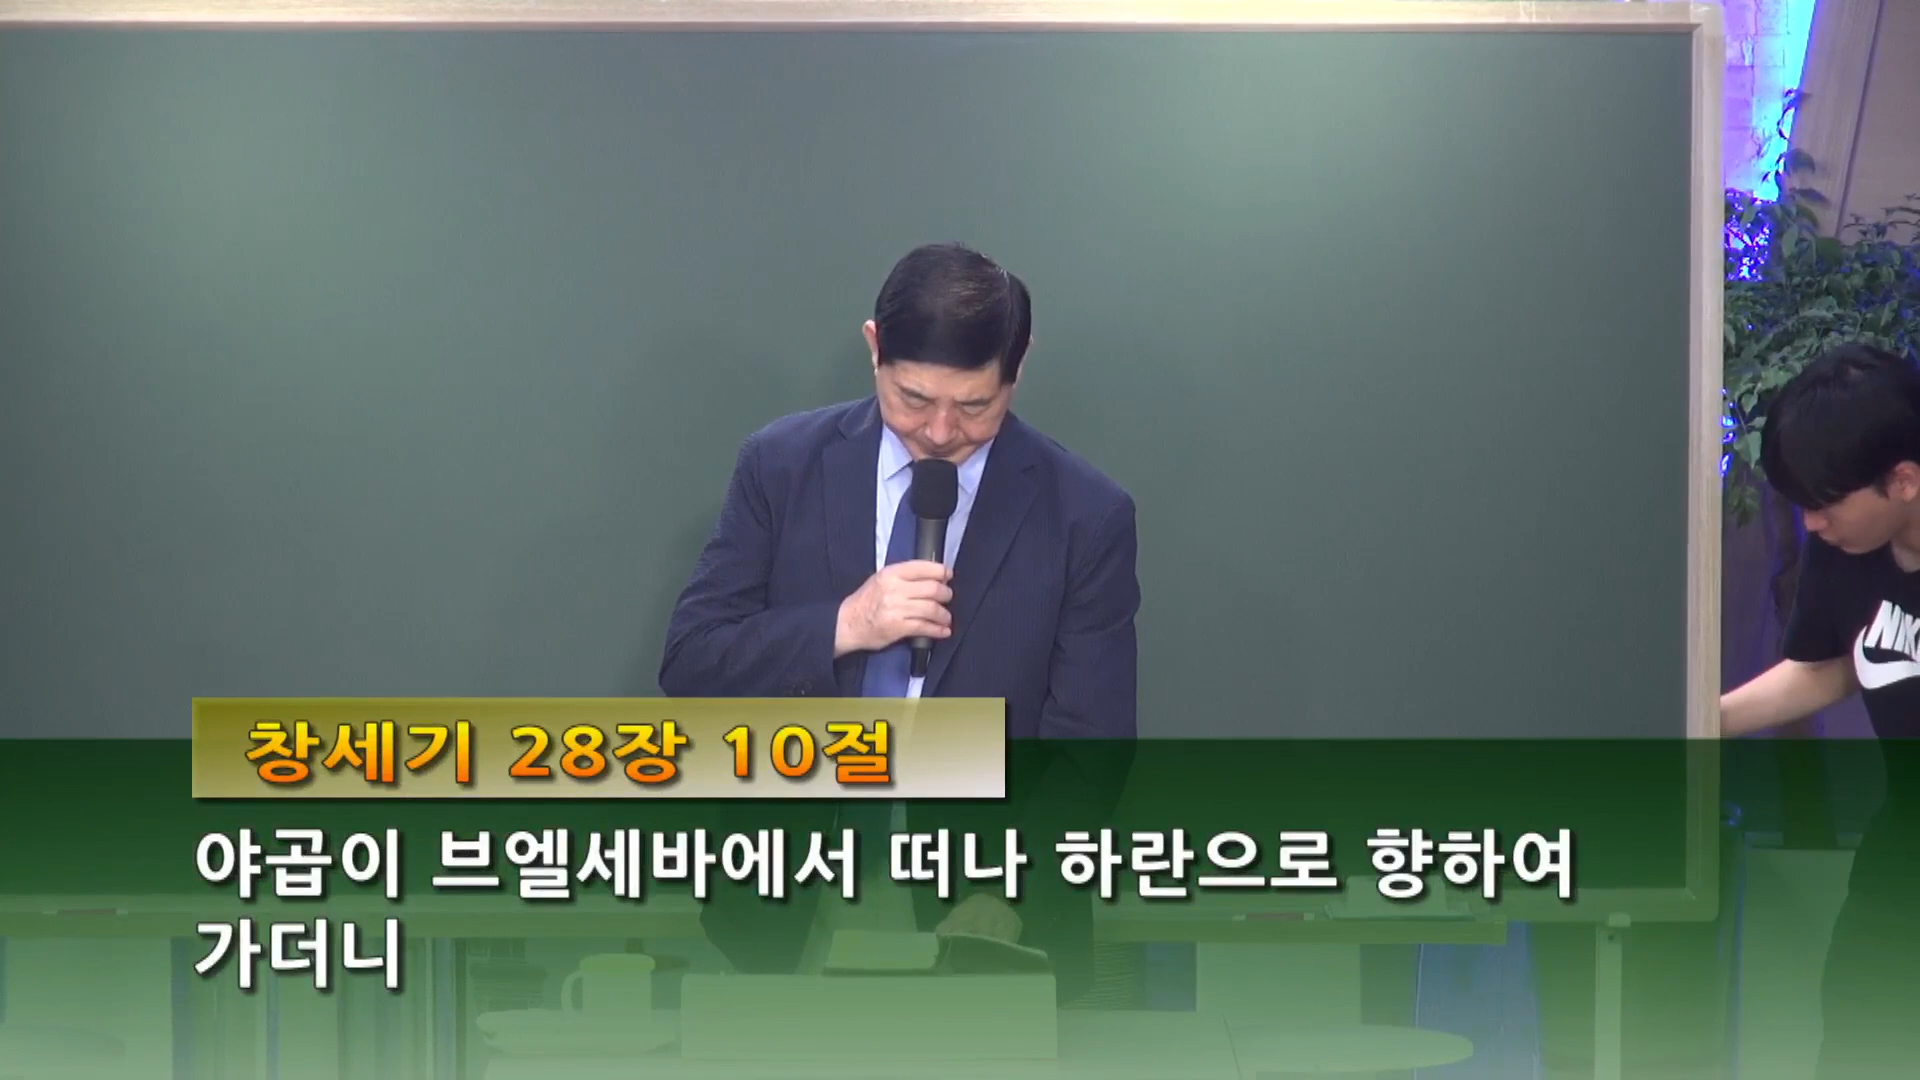 창세기 28장 10절
야곱이 브엘세바에서 떠나 하란으로 향하여
가더니